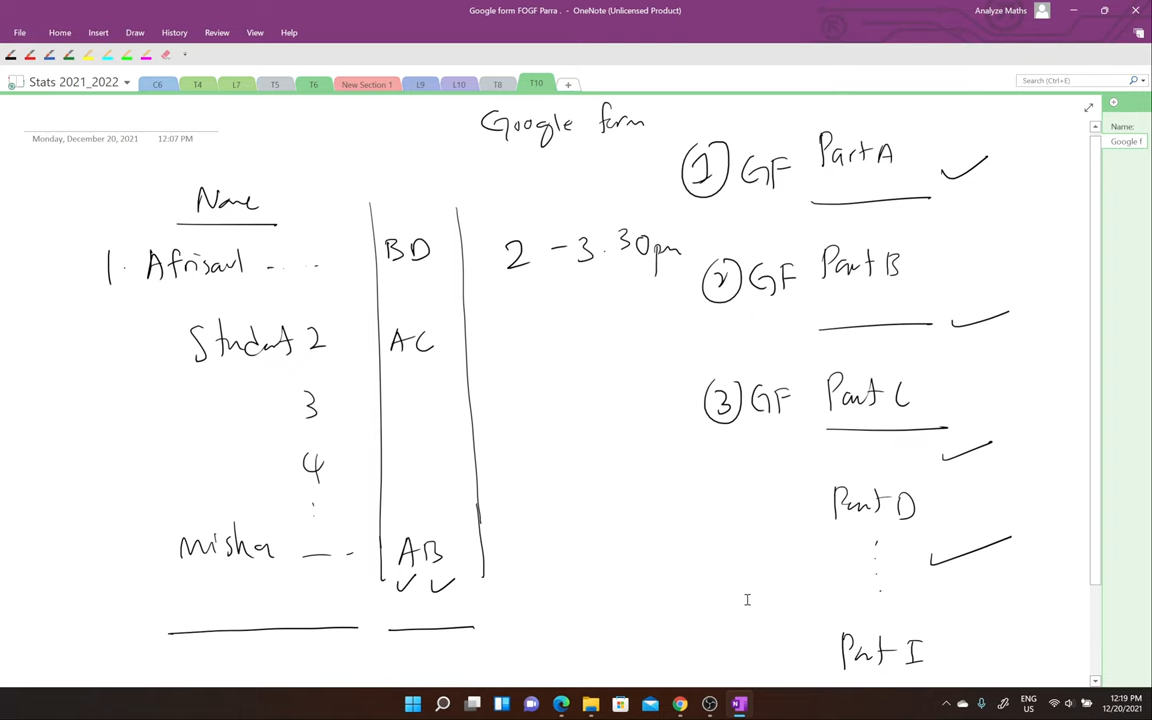 Google form FOGF Parra . - OneNote (Unlicensed Product)
Analyze Maths
File Home Insert Draw History Review View Help
Stats 2021_2022
C6 T4 L7 T5 T6 New Section 1 L9 L10 T8 T10
Search (Ctrl+E)
Monday, December 20, 2021 12:07 PM
Name:
Google f
Google form
Name
1. Afrisawl ....
BD
2 - 3.30pm
Student 2
AC
3
4
Misha
AB
1 GF Part A
2 GF Part B
3 GF Part C
Part D
Part I
ENG
US
12:19 PM
12/20/2021